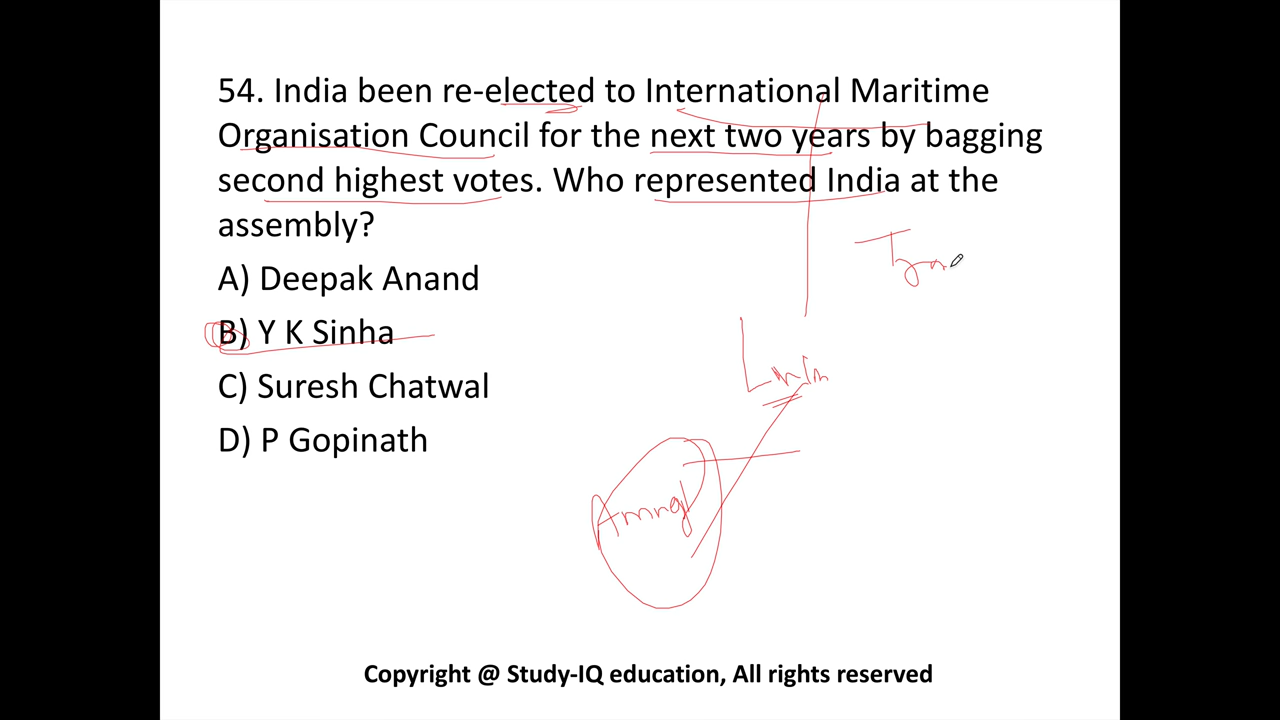 54. India been re-elected to International Maritime
Organisation Council for the next two years by bagging
second highest votes. Who represented India at the
assembly?
A) Deepak Anand
B) Y K Sinha
C) Suresh Chatwal
D) P Gopinath
Copyright @ Study-IQ education, All rights reserved